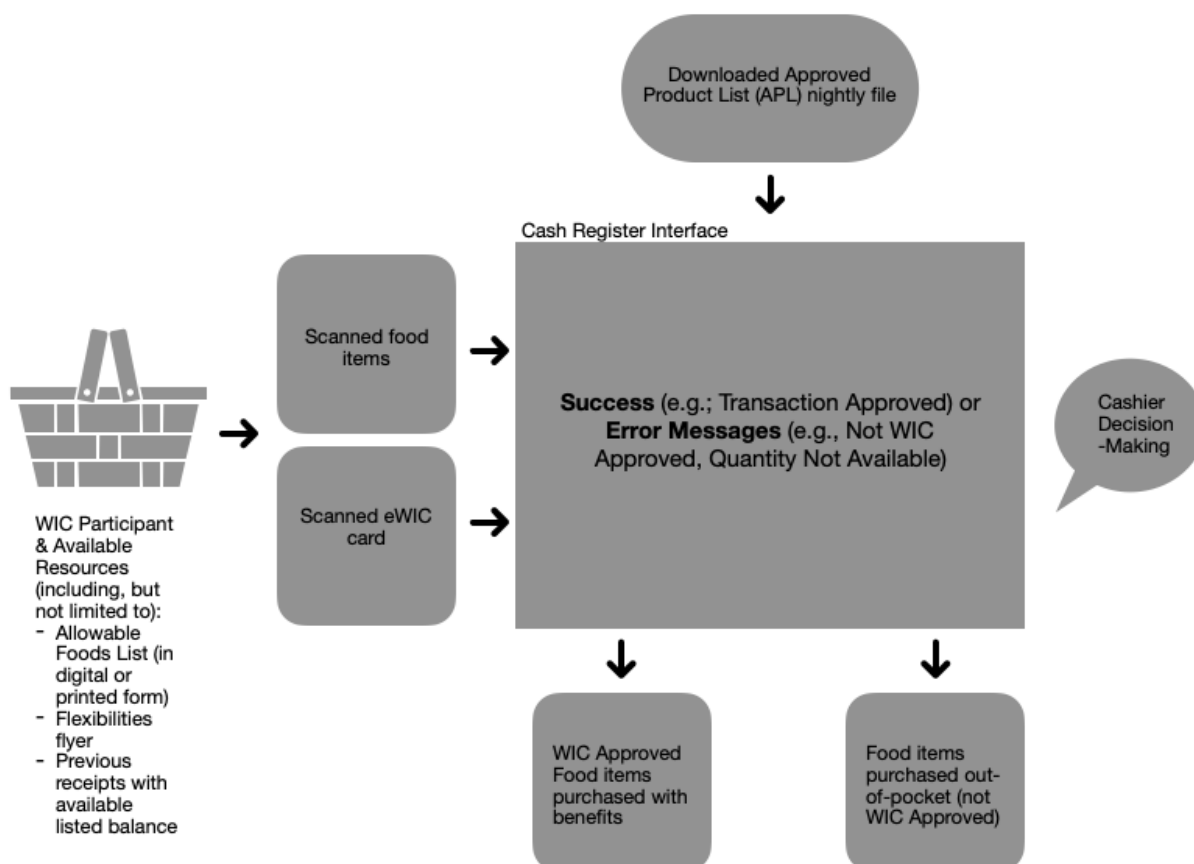 Downloaded Approved
Product List (APL) nightly file
Cash Register Interface
Scanned food
items
Success (e.g.; Transaction Approved) or
Error Messages (e.g., Not WIC
Approved, Quantity Not Available)
Cashier
Decision
-Making
Scanned eWIC
card
WIC Participant
& Available
Resources
(including, but
not limited to):
- Allowable
Foods List (in
digital or
printed form)
- Flexibilities
flyer
- Previous
receipts with
available
listed balance
WIC Approved
Food items
purchased with
benefits
Food items
purchased out-
of-pocket (not
WIC Approved)